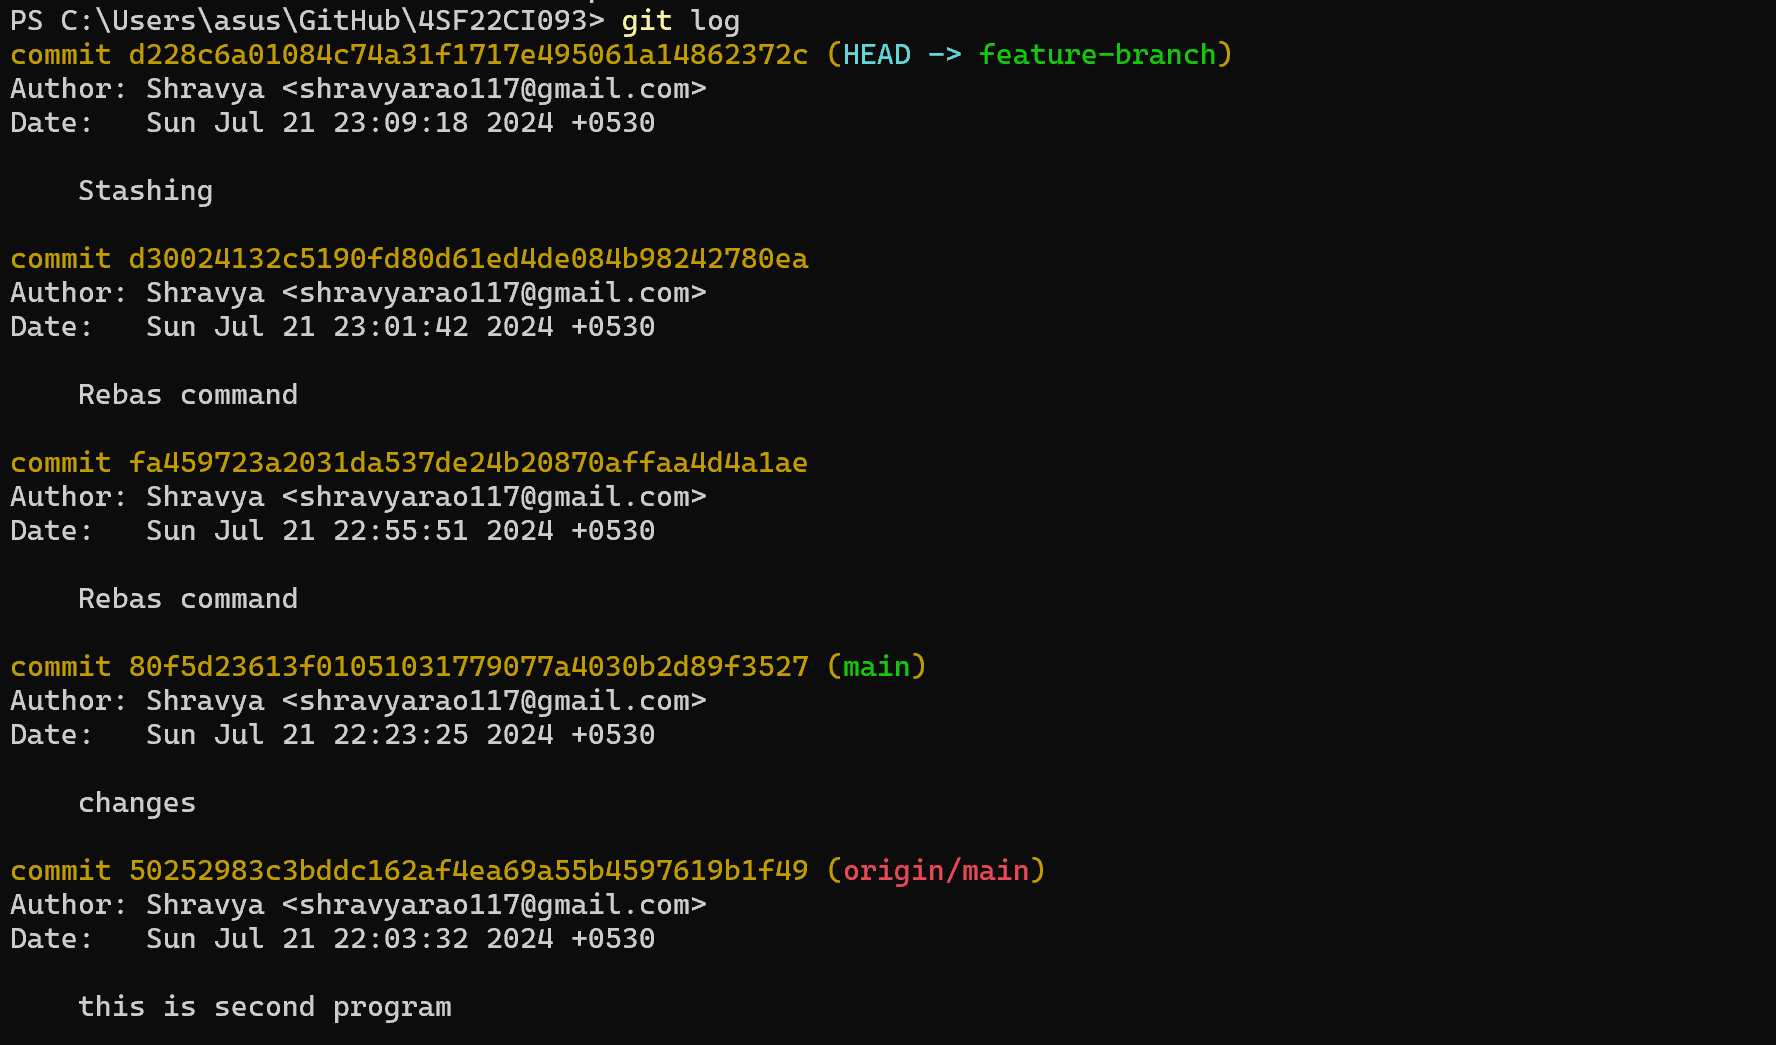 PS C:\Users\asus\GitHub\4SF22CI093> git log
commit d228c6a01084c74a31f1717e495061a14862372c (HEAD -> feature-branch)
Author: Shravya <shravyarao117@gmail.com>
Date:   Sun Jul 21 23:09:18 2024 +0530
Stashing
commit d30024132c5190fd80d61ed4de084b98242780ea
Author: Shravya <shravyarao117@gmail.com>
Date:   Sun Jul 21 23:01:42 2024 +0530
Rebas command
commit fa459723a2031da537de24b20870affaa4d4a1ae
Author: Shravya <shravyarao117@gmail.com>
Date:   Sun Jul 21 22:55:51 2024 +0530
Rebas command
commit 80f5d23613f01051031779077a4030b2d89f3527 (main)
Author: Shravya <shravyarao117@gmail.com>
Date:   Sun Jul 21 22:23:25 2024 +0530
changes
commit 50252983c3bddc162af4ea69a55b4597619b1f49 (origin/main)
Author: Shravya <shravyarao117@gmail.com>
Date:   Sun Jul 21 22:03:32 2024 +0530
this is second program